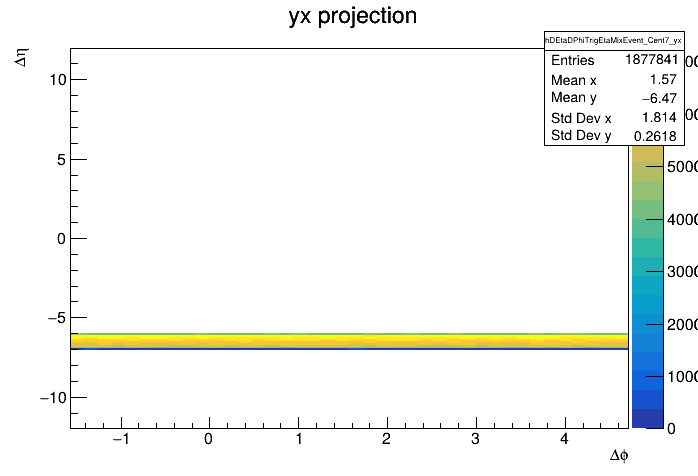 yx projection
hDEtaDPhiTrigEtaMixEvent_Cent7_yx
Entries 1877841
Mean x 1.57
Mean y −6.47
Std Dev x 1.814
Std Dev y 0.2618
Δη
10
5
0
−5
−10
−1 0 1 2 3 4
Δϕ
5000
4000
3000
2000
1000
0